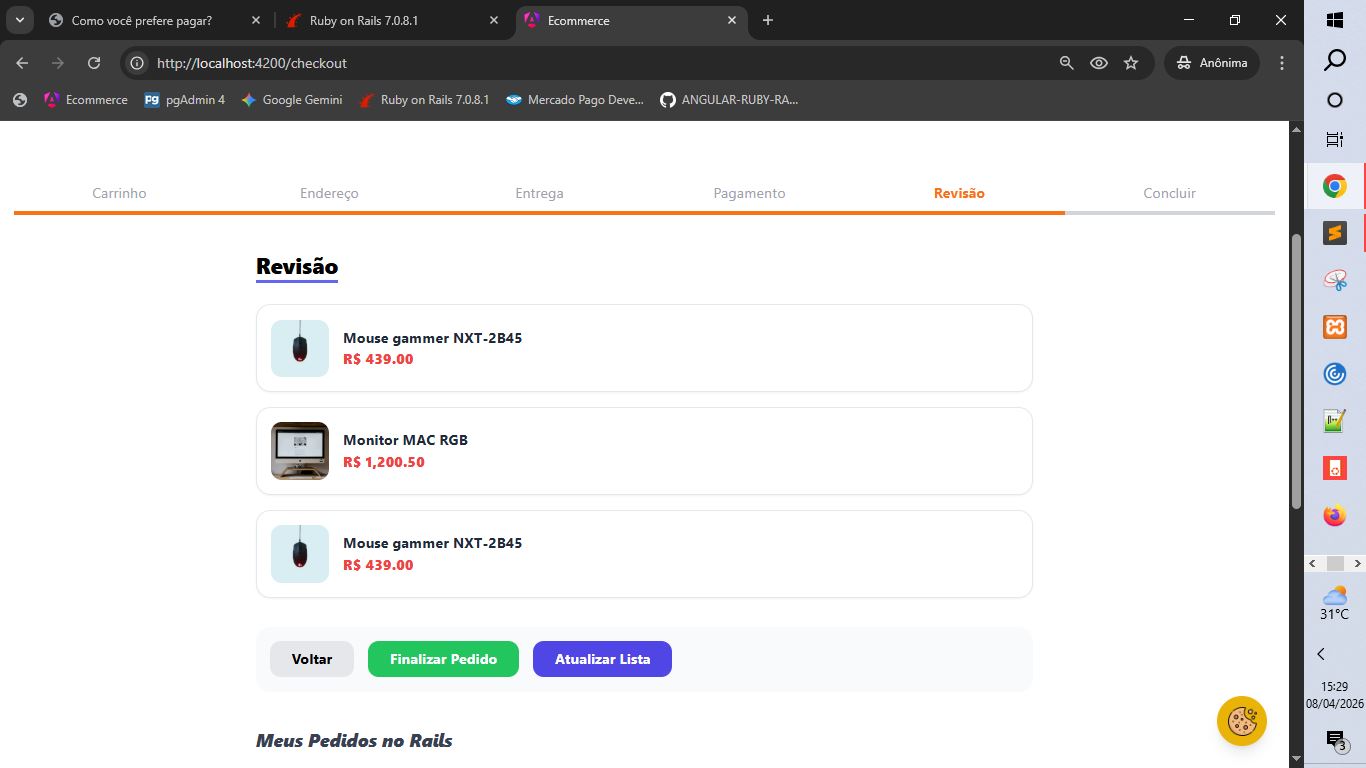 Como você prefere pagar?
Ruby on Rails 7.0.8.1
Ecommerce
http://localhost:4200/checkout
Anônima
Ecommerce
pgAdmin 4
Google Gemini
Ruby on Rails 7.0.8.1
Mercado Pago Deve...
ANGULAR-RUBY-RA...
Carrinho
Endereço
Entrega
Pagamento
Revisão
Concluir
Revisão
Mouse gammer NXT-2B45
R$ 439.00
Monitor MAC RGB
R$ 1,200.50
Mouse gammer NXT-2B45
R$ 439.00
Voltar
Finalizar Pedido
Atualizar Lista
Meus Pedidos no Rails
31°C
15:29
08/04/2026
3